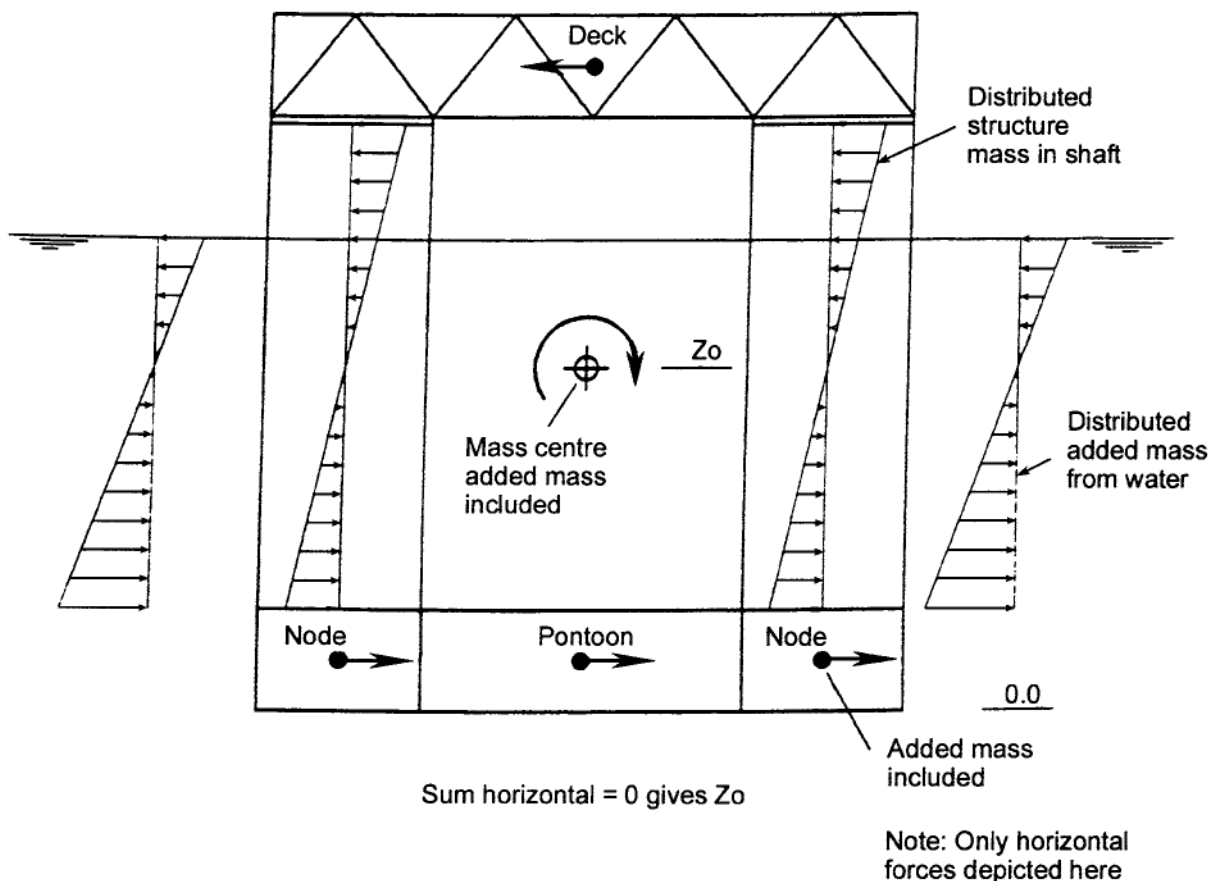 Deck
Distributed
structure
mass in shaft
Zo
Mass centre
added mass
included
Distributed
added mass
from water
Node
Pontoon
Node
0.0
Added mass
included
Sum horizontal = 0 gives Zo
Note: Only horizontal
forces depicted here